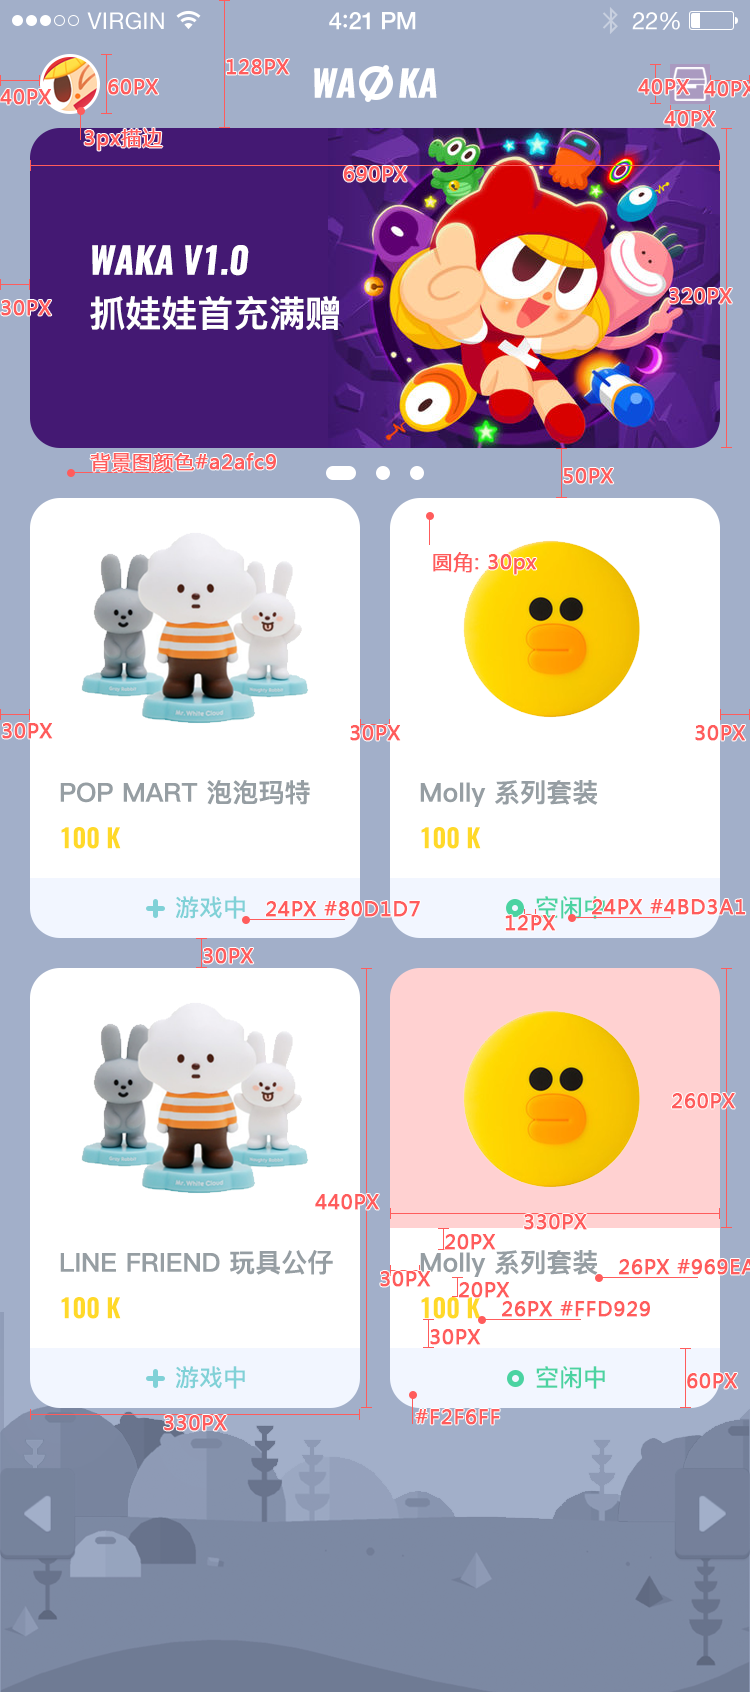 VIRGIN 4:21 PM 22%
128PX
40PX 60PX WAØKA 40PX 40PX
40PX
3px描边
690PX
WAKA V1.0
30PX 320PX
抓娃娃首充满赠
背景图颜色#a2afc9
50PX
圆角: 30px
30PX 30PX 30PX
POP MART 泡泡玛特 Molly 系列套装
100 K 100 K
游戏中 24PX #80D1D7 空闲中 24PX #4BD3A1
12PX
30PX
260PX
440PX
330PX
20PX
LINE FRIEND 玩具公仔 Molly 系列套装 26PX #969EA
30PX
20PX
100 K 100 K 26PX #FFD929
30PX
游戏中 空闲中 60PX
330PX #F2F6FF